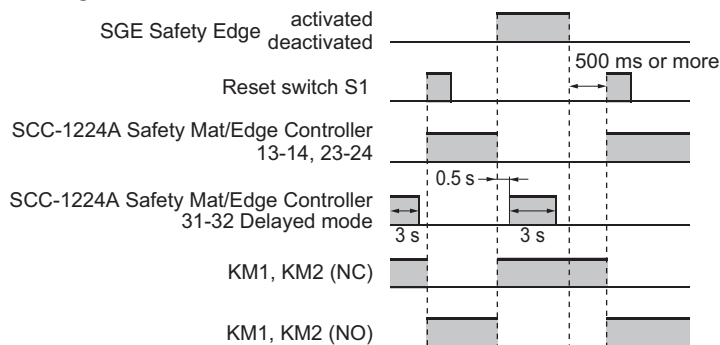 SGE Safety Edge activated
deactivated
500 ms or more
Reset switch S1
SCC-1224A Safety Mat/Edge Controller
13-14, 23-24
0.5 s
SCC-1224A Safety Mat/Edge Controller
31-32 Delayed mode
3 s 3 s
KM1, KM2 (NC)
KM1, KM2 (NO)